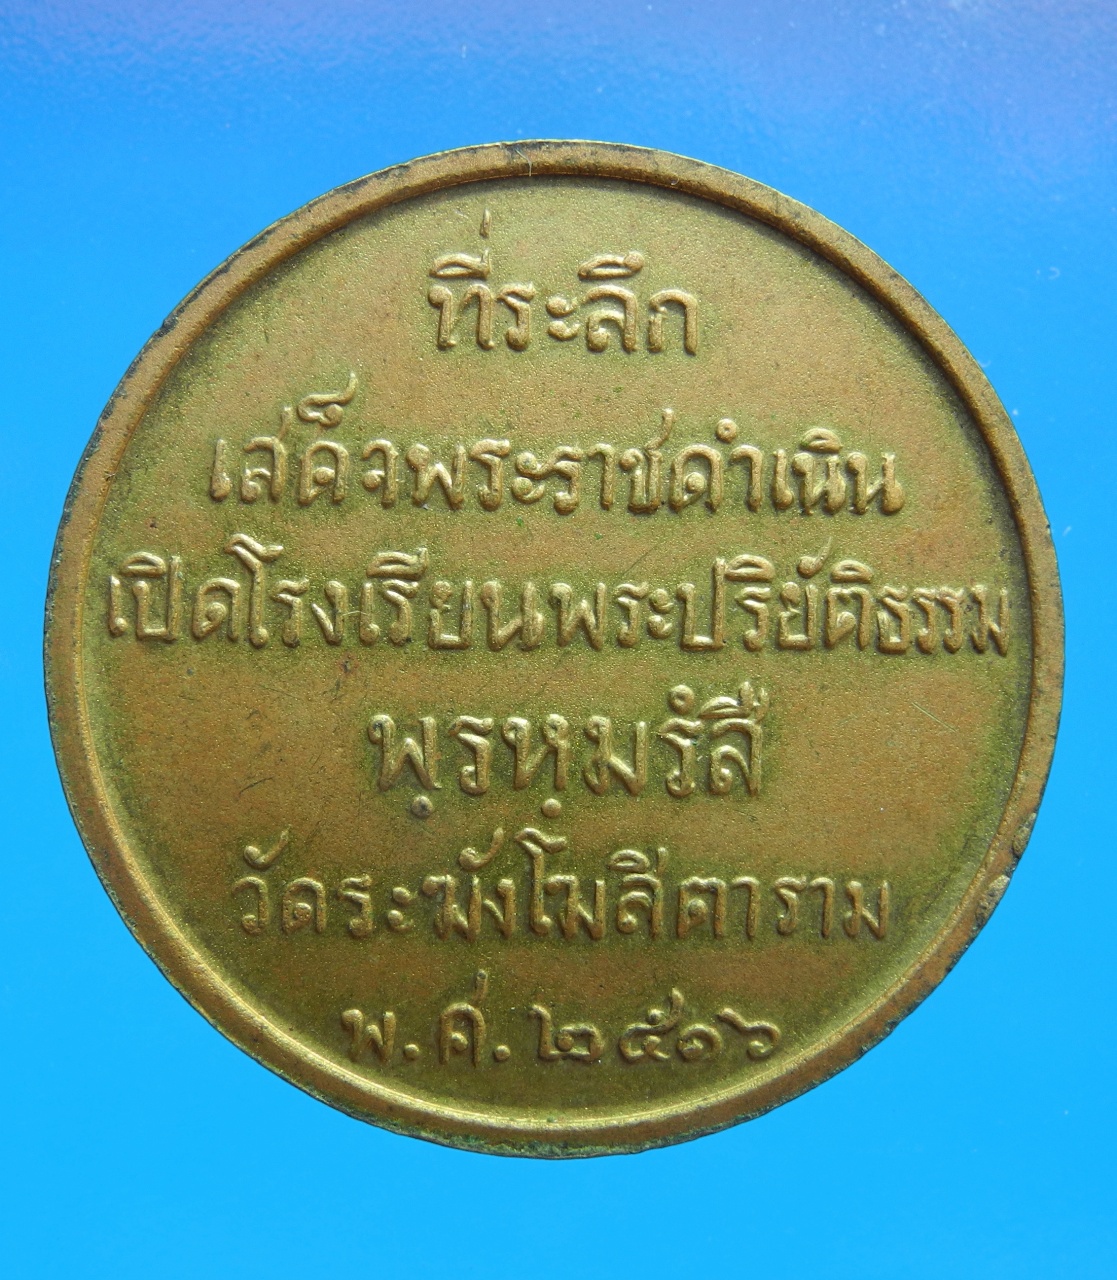 ที่ระลึก
เสด็จพระราชดำเนิน
เปิดโรงเรียนพระปริยัติธรรม
พฺรหฺมรํสี
วัดระฆังโฆสิตาราม
พ.ศ.๒๕๑๖